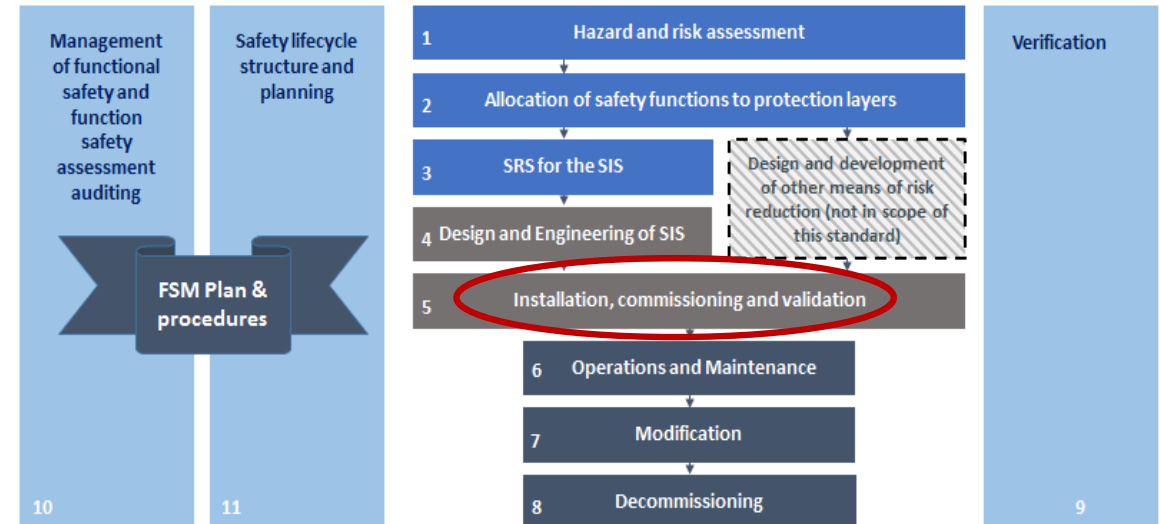 Management
of functional
safety and
function
safety
assessment
auditing
FSM Plan &
procedures
10
Safety lifecycle
structure and
planning
11
1 Hazard and risk assessment
2 Allocation of safety functions to protection layers
3 SRS for the SIS
Design and development
of other means of risk
reduction (not in scope of
this standard)
4 Design and Engineering of SIS
5 Installation, commissioning and validation
6 Operations and Maintenance
7 Modification
8 Decommissioning
Verification
9